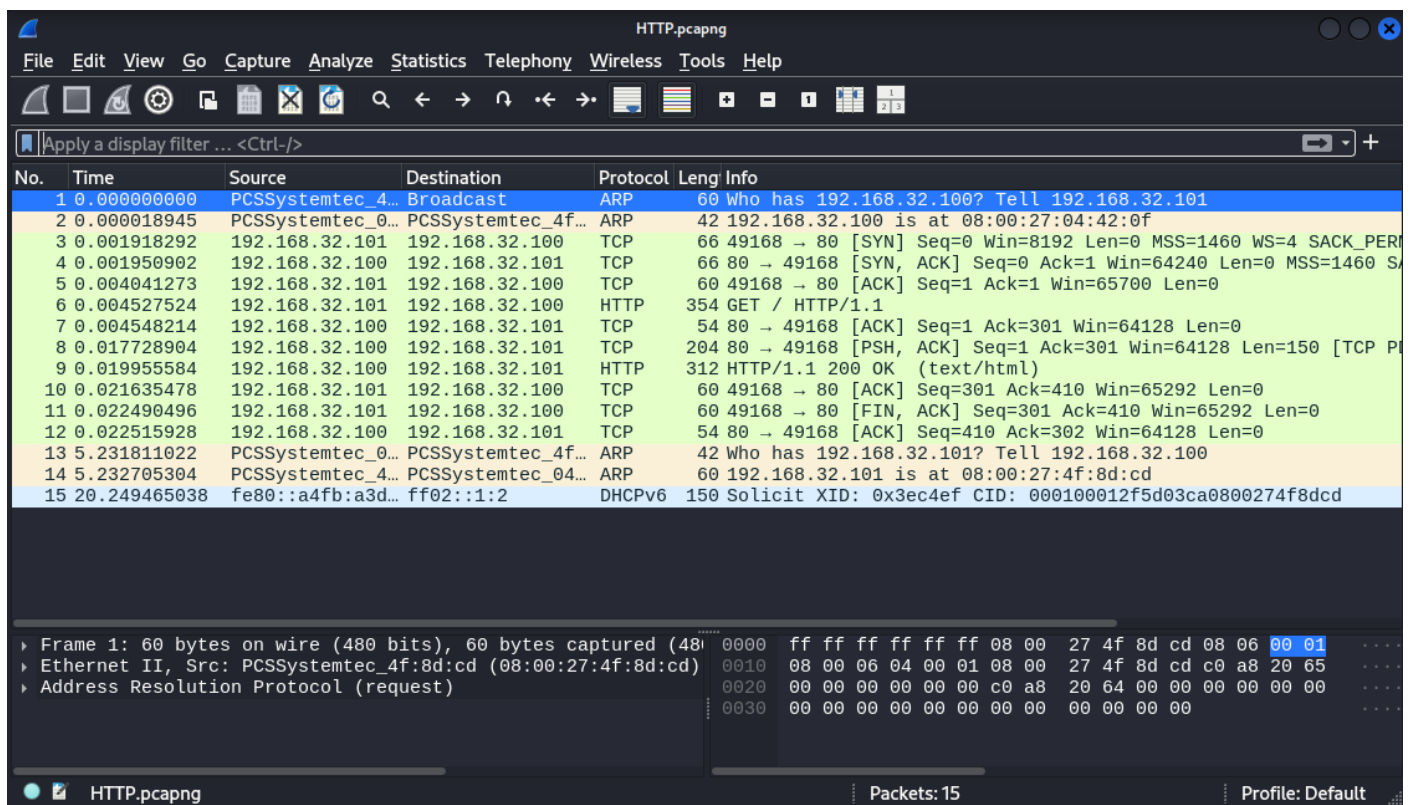 HTTP.pcapng
File Edit View Go Capture Analyze Statistics Telephony Wireless Tools Help
Apply a display filter … <Ctrl-/>
No. Time Source Destination Protocol Leng Info
1 0.000000000 PCSSystemtec_4… Broadcast ARP 60 Who has 192.168.32.100? Tell 192.168.32.101
2 0.000018945 PCSSystemtec_0… PCSSystemtec_4f… ARP 42 192.168.32.100 is at 08:00:27:04:42:0f
3 0.001918292 192.168.32.101 192.168.32.100 TCP 66 49168 → 80 [SYN] Seq=0 Win=8192 Len=0 MSS=1460 WS=4 SACK_PERM
4 0.001950902 192.168.32.100 192.168.32.101 TCP 66 80 → 49168 [SYN, ACK] Seq=0 Ack=1 Win=64240 Len=0 MSS=1460 SA
5 0.004041273 192.168.32.101 192.168.32.100 TCP 60 49168 → 80 [ACK] Seq=1 Ack=1 Win=65700 Len=0
6 0.004527524 192.168.32.101 192.168.32.100 HTTP 354 GET / HTTP/1.1
7 0.004548214 192.168.32.100 192.168.32.101 TCP 54 80 → 49168 [ACK] Seq=1 Ack=301 Win=64128 Len=0
8 0.017728904 192.168.32.100 192.168.32.101 TCP 204 80 → 49168 [PSH, ACK] Seq=1 Ack=301 Win=64128 Len=150 [TCP PD
9 0.019955584 192.168.32.100 192.168.32.101 HTTP 312 HTTP/1.1 200 OK (text/html)
10 0.021635478 192.168.32.101 192.168.32.100 TCP 60 49168 → 80 [ACK] Seq=301 Ack=410 Win=65292 Len=0
11 0.022490496 192.168.32.101 192.168.32.100 TCP 60 49168 → 80 [FIN, ACK] Seq=301 Ack=410 Win=65292 Len=0
12 0.022515928 192.168.32.100 192.168.32.101 TCP 54 80 → 49168 [ACK] Seq=410 Ack=302 Win=64128 Len=0
13 5.231811022 PCSSystemtec_0… PCSSystemtec_4f… ARP 42 Who has 192.168.32.101? Tell 192.168.32.100
14 5.232705304 PCSSystemtec_4… PCSSystemtec_04… ARP 60 192.168.32.101 is at 08:00:27:4f:8d:cd
15 20.249465038 fe80::a4fb:a3d… ff02::1:2 DHCPv6 150 Solicit XID: 0x3ec4ef CID: 000100012f5d03ca0800274f8dcd
Frame 1: 60 bytes on wire (480 bits), 60 bytes captured (480
Ethernet II, Src: PCSSystemtec_4f:8d:cd (08:00:27:4f:8d:cd)
Address Resolution Protocol (request)
0000 ff ff ff ff ff ff 08 00 27 4f 8d cd 08 06 00 01 ····
0010 08 00 06 04 00 01 08 00 27 4f 8d cd c0 a8 20 65 ····
0020 00 00 00 00 00 00 c0 a8 20 64 00 00 00 00 00 00 ····
0030 00 00 00 00 00 00 00 00 00 00 00 00 ····
HTTP.pcapng Packets: 15 Profile: Default